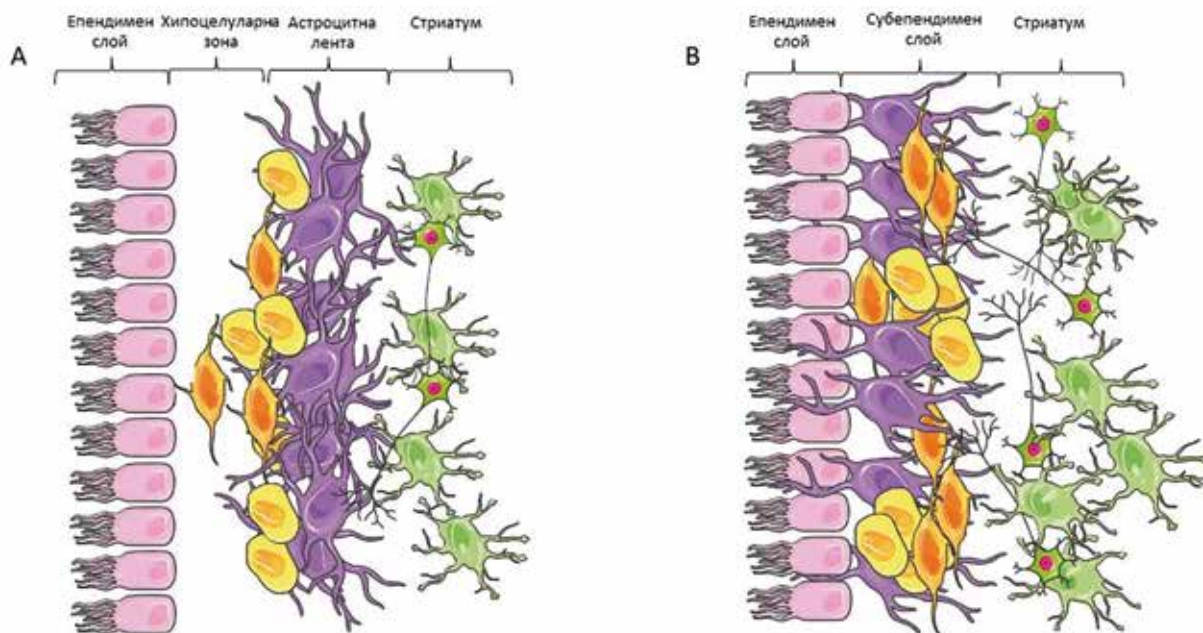 А
Епендимен
слой
Хипоцелуларна
зона
Астроцитна
лента
Стриатум
В
Епендимен
слой
Субепендимен
слой
Стриатум